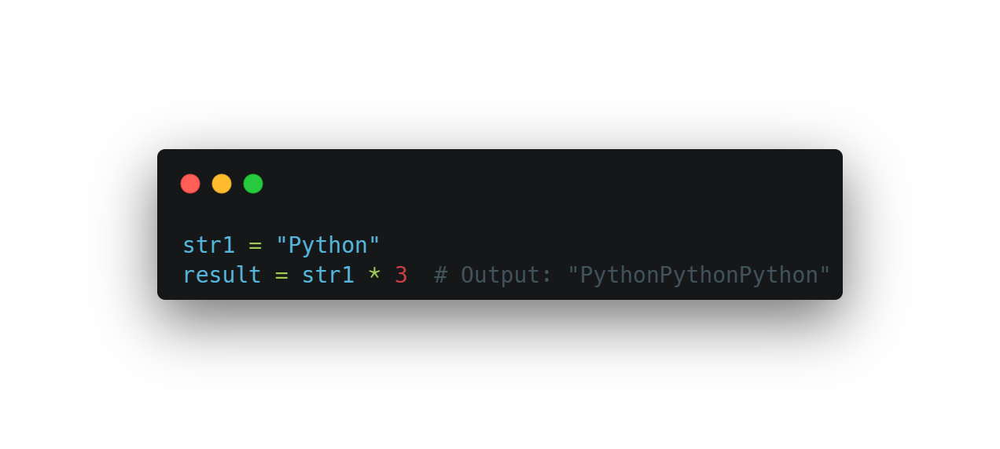 str1 = "Python"
result = str1 * 3  # Output: "PythonPythonPython"